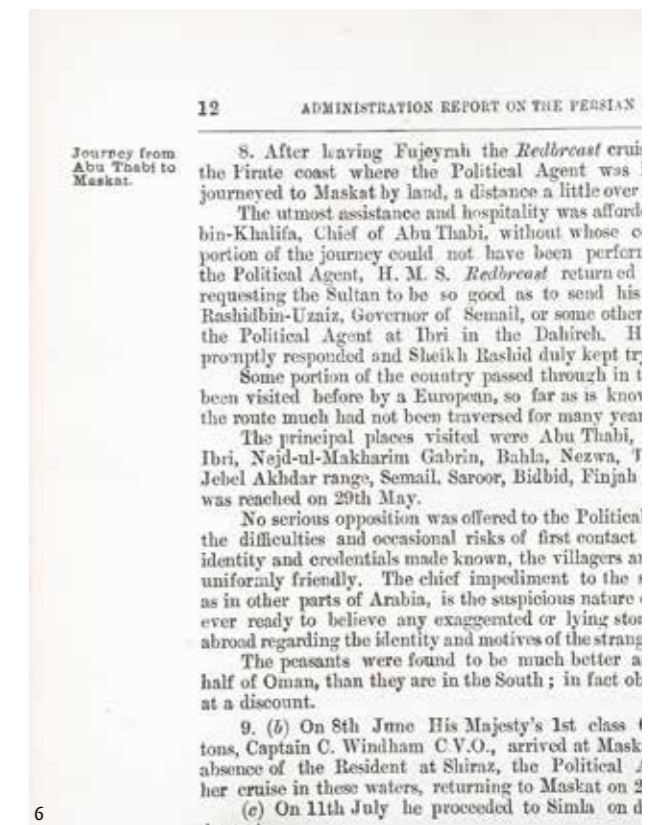 12
ADMINISTRATION REPORT ON THE PERSIAN
Journey from
Abu Thabi to
Maskat.
8. After leaving Fujeyrah the Redbreast crui
the Pirate coast where the Political Agent was
journeyed to Maskat by land, a distance a little over
The utmost assistance and hospitality was afford
bin-Khalifa, Chief of Abu Thabi, without whose c
portion of the journey could not have been perfor
the Political Agent, H. M. S. Redbreast returned
requesting the Sultan to be so good as to send his
Rashidbin-Uzaiz, Governor of Semail, or some other
the Political Agent at Ibri in the Dahireh. H
promptly responded and Sheikh Rashid duly kept try
Some portion of the country passed through in t
been visited before by a European, so far as is know
the route much had not been traversed for many year
The principal places visited were Abu Thabi,
Ibri, Nejd-ul-Makharim Gabrin, Bahla, Nezwa, T
Jebel Akhdar range, Semail, Saroor, Bidbid, Finjah
was reached on 29th May.
No serious opposition was offered to the Political
the difficulties and occasional risks of first contact
identity and credentials made known, the villagers a
uniformly friendly. The chief impediment to the s
as in other parts of Arabia, is the suspicious nature
ever ready to believe any exaggerated or lying stor
abroad regarding the identity and motives of the strang
The peasants were found to be much better a
half of Oman, than they are in the South; in fact ob
at a discount.
9. (b) On 8th June His Majesty's 1st class
tons, Captain C. Windham C.V.O., arrived at Mask
absence of the Resident at Shiraz, the Political A
her cruise in these waters, returning to Maskat on 2
(c) On 11th July he proceeded to Simla on d
6